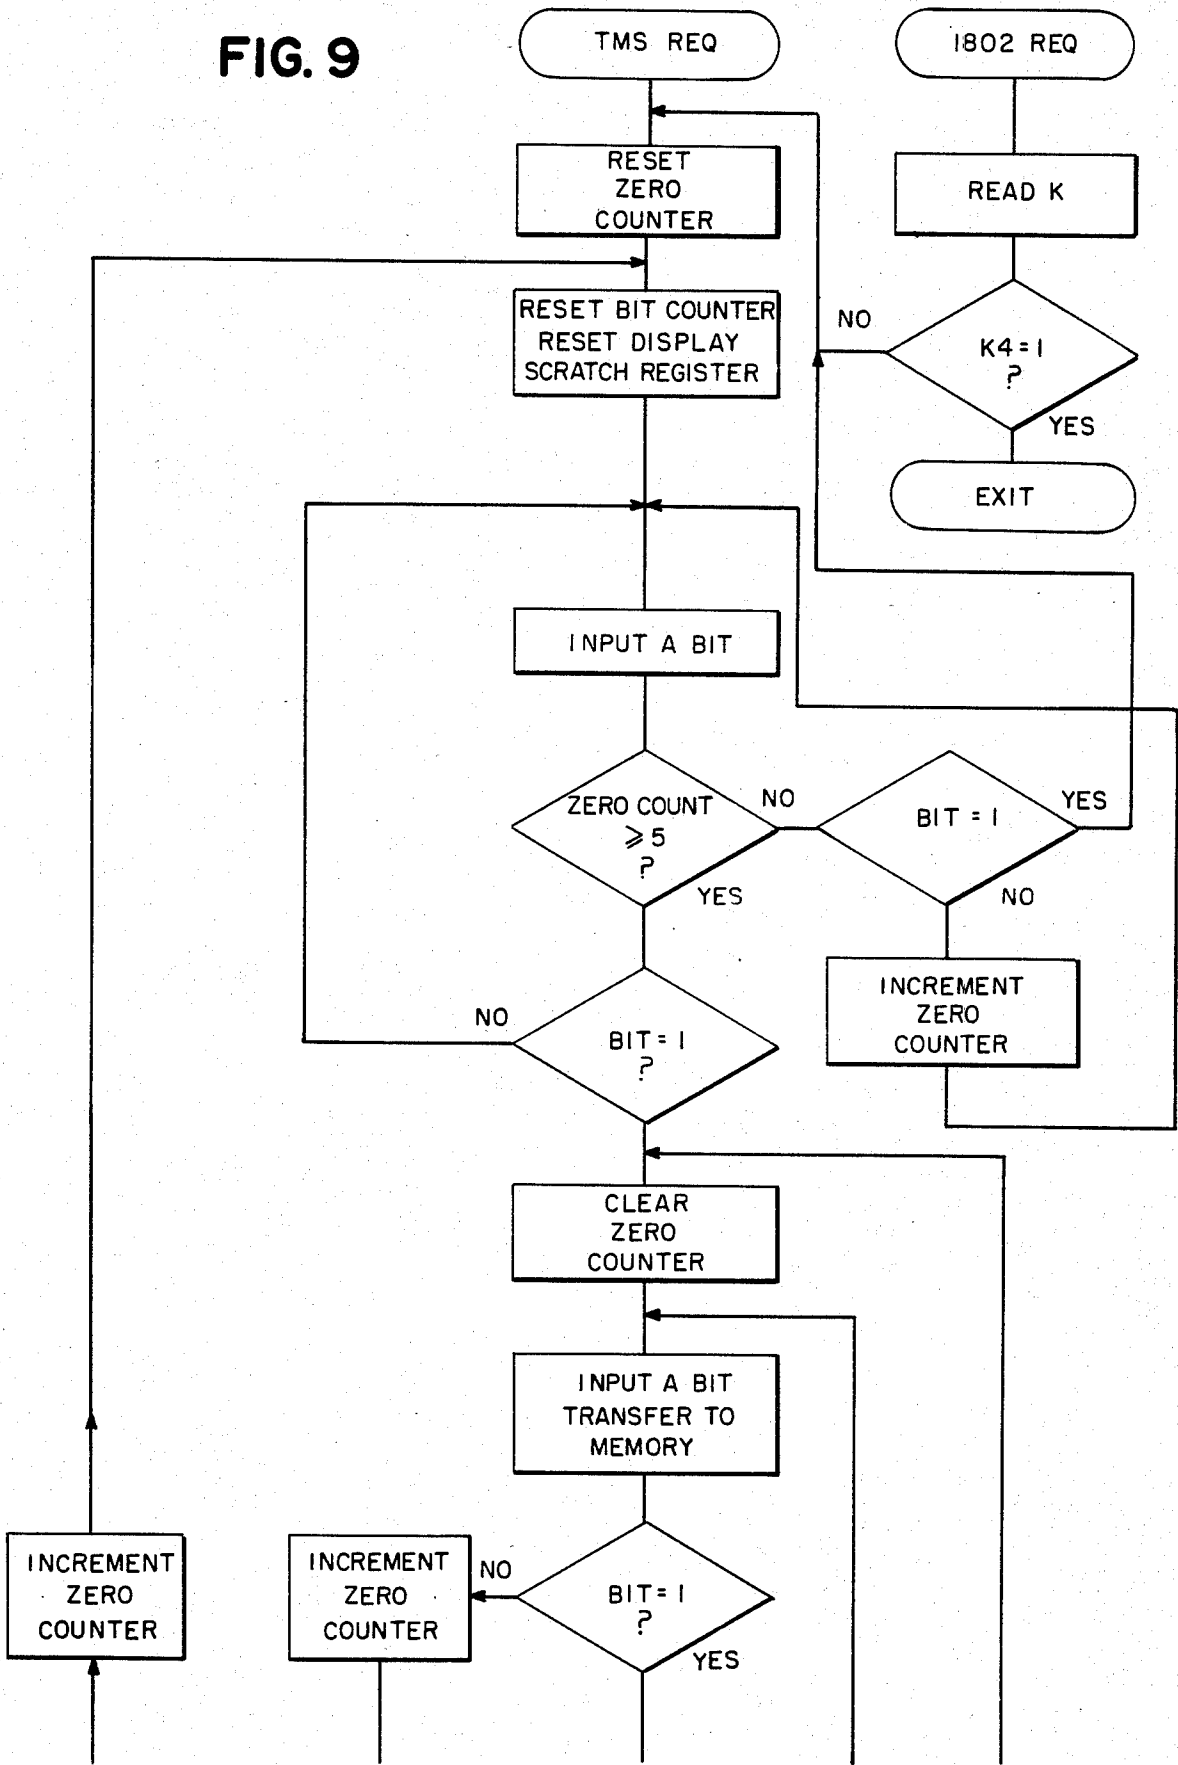 FIG. 9
TMS REQ
1802 REQ
RESET
ZERO
COUNTER
READ K
RESET BIT COUNTER
RESET DISPLAY
SCRATCH REGISTER
NO
K4=1
?
YES
EXIT
INPUT A BIT
ZERO COUNT
⩾5
?
NO
YES
BIT = 1
YES
NO
INCREMENT
ZERO
COUNTER
NO
BIT=1
?
CLEAR
ZERO
COUNTER
INPUT A BIT
TRANSFER TO
MEMORY
INCREMENT
ZERO
COUNTER
INCREMENT
ZERO
COUNTER
NO
BIT=1
?
YES